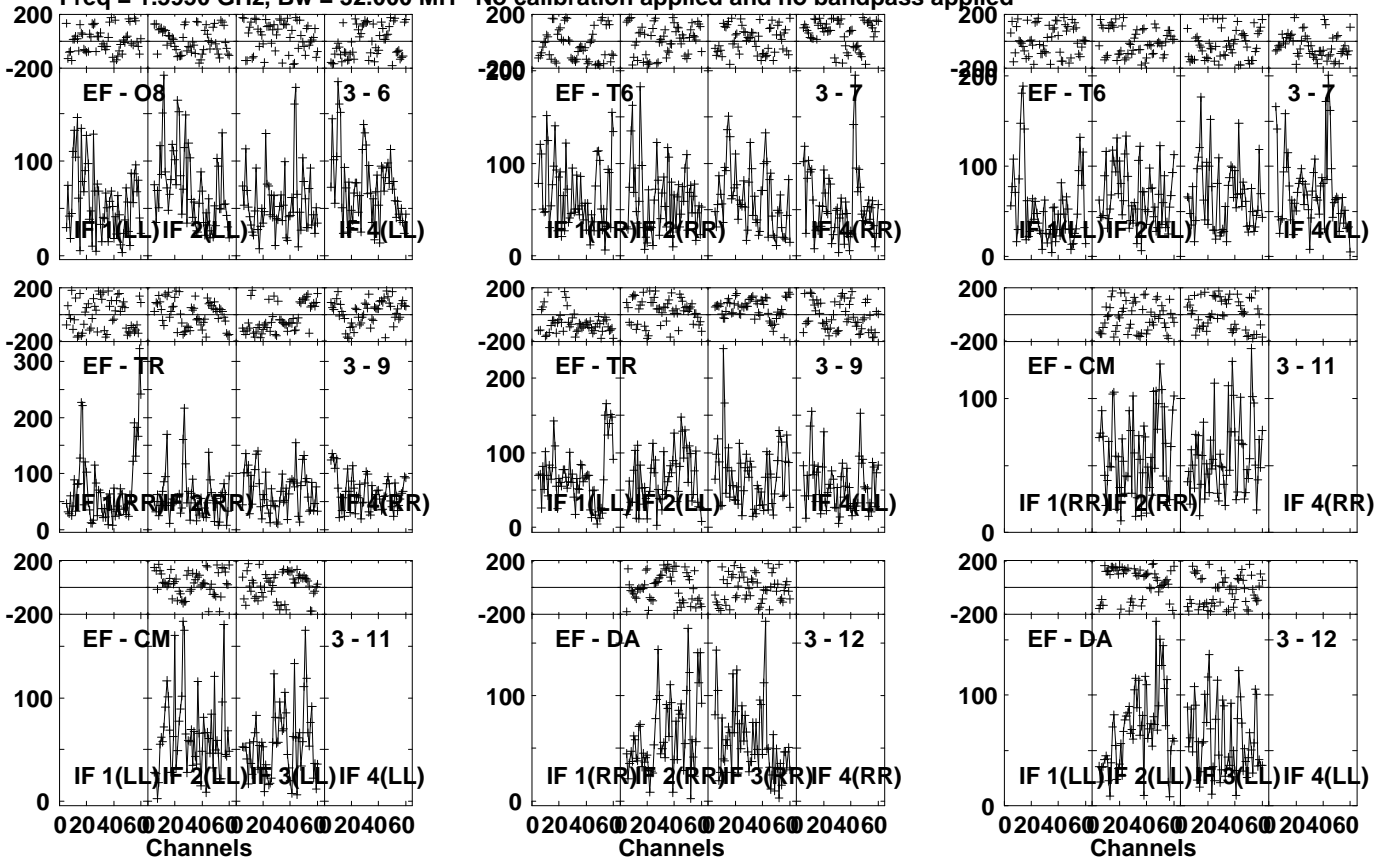 No calibration applied and no bandpass applied
200
-200
EF - O8
3 - 6
100
0
IF 1(LL) IF 2(LL) IF 4(LL)
200
-200
EF - T6
3 - 7
100
0
IF 1(RR) IF 2(RR) IF 4(RR)
200
-200
EF - T6
3 - 7
100
0
IF 1(LL) IF 2(LL) IF 4(LL)
200
-200
300
EF - TR
3 - 9
200
100
0
IF 1(RR) IF 2(RR) IF 4(RR)
200
-200
EF - TR
3 - 9
200
100
0
IF 1(LL) IF 2(LL) IF 4(LL)
200
-200
EF - CM
3 - 11
100
0
IF 1(RR) IF 2(RR) IF 4(RR)
200
-200
EF - CM
3 - 11
100
0
IF 1(LL) IF 2(LL) IF 3(LL) IF 4(LL)
0 20 40 60 0 20 40 60 0 20 40 60 0 20 40 60
Channels
200
-200
EF - DA
3 - 12
100
0
IF 1(RR) IF 2(RR) IF 3(RR) IF 4(RR)
0 20 40 60 0 20 40 60 0 20 40 60 0 20 40 60
Channels
200
-200
EF - DA
3 - 12
100
0
IF 1(LL) IF 2(LL) IF 3(LL) IF 4(LL)
0 20 40 60 0 20 40 60 0 20 40 60 0 20 40 60
Channels